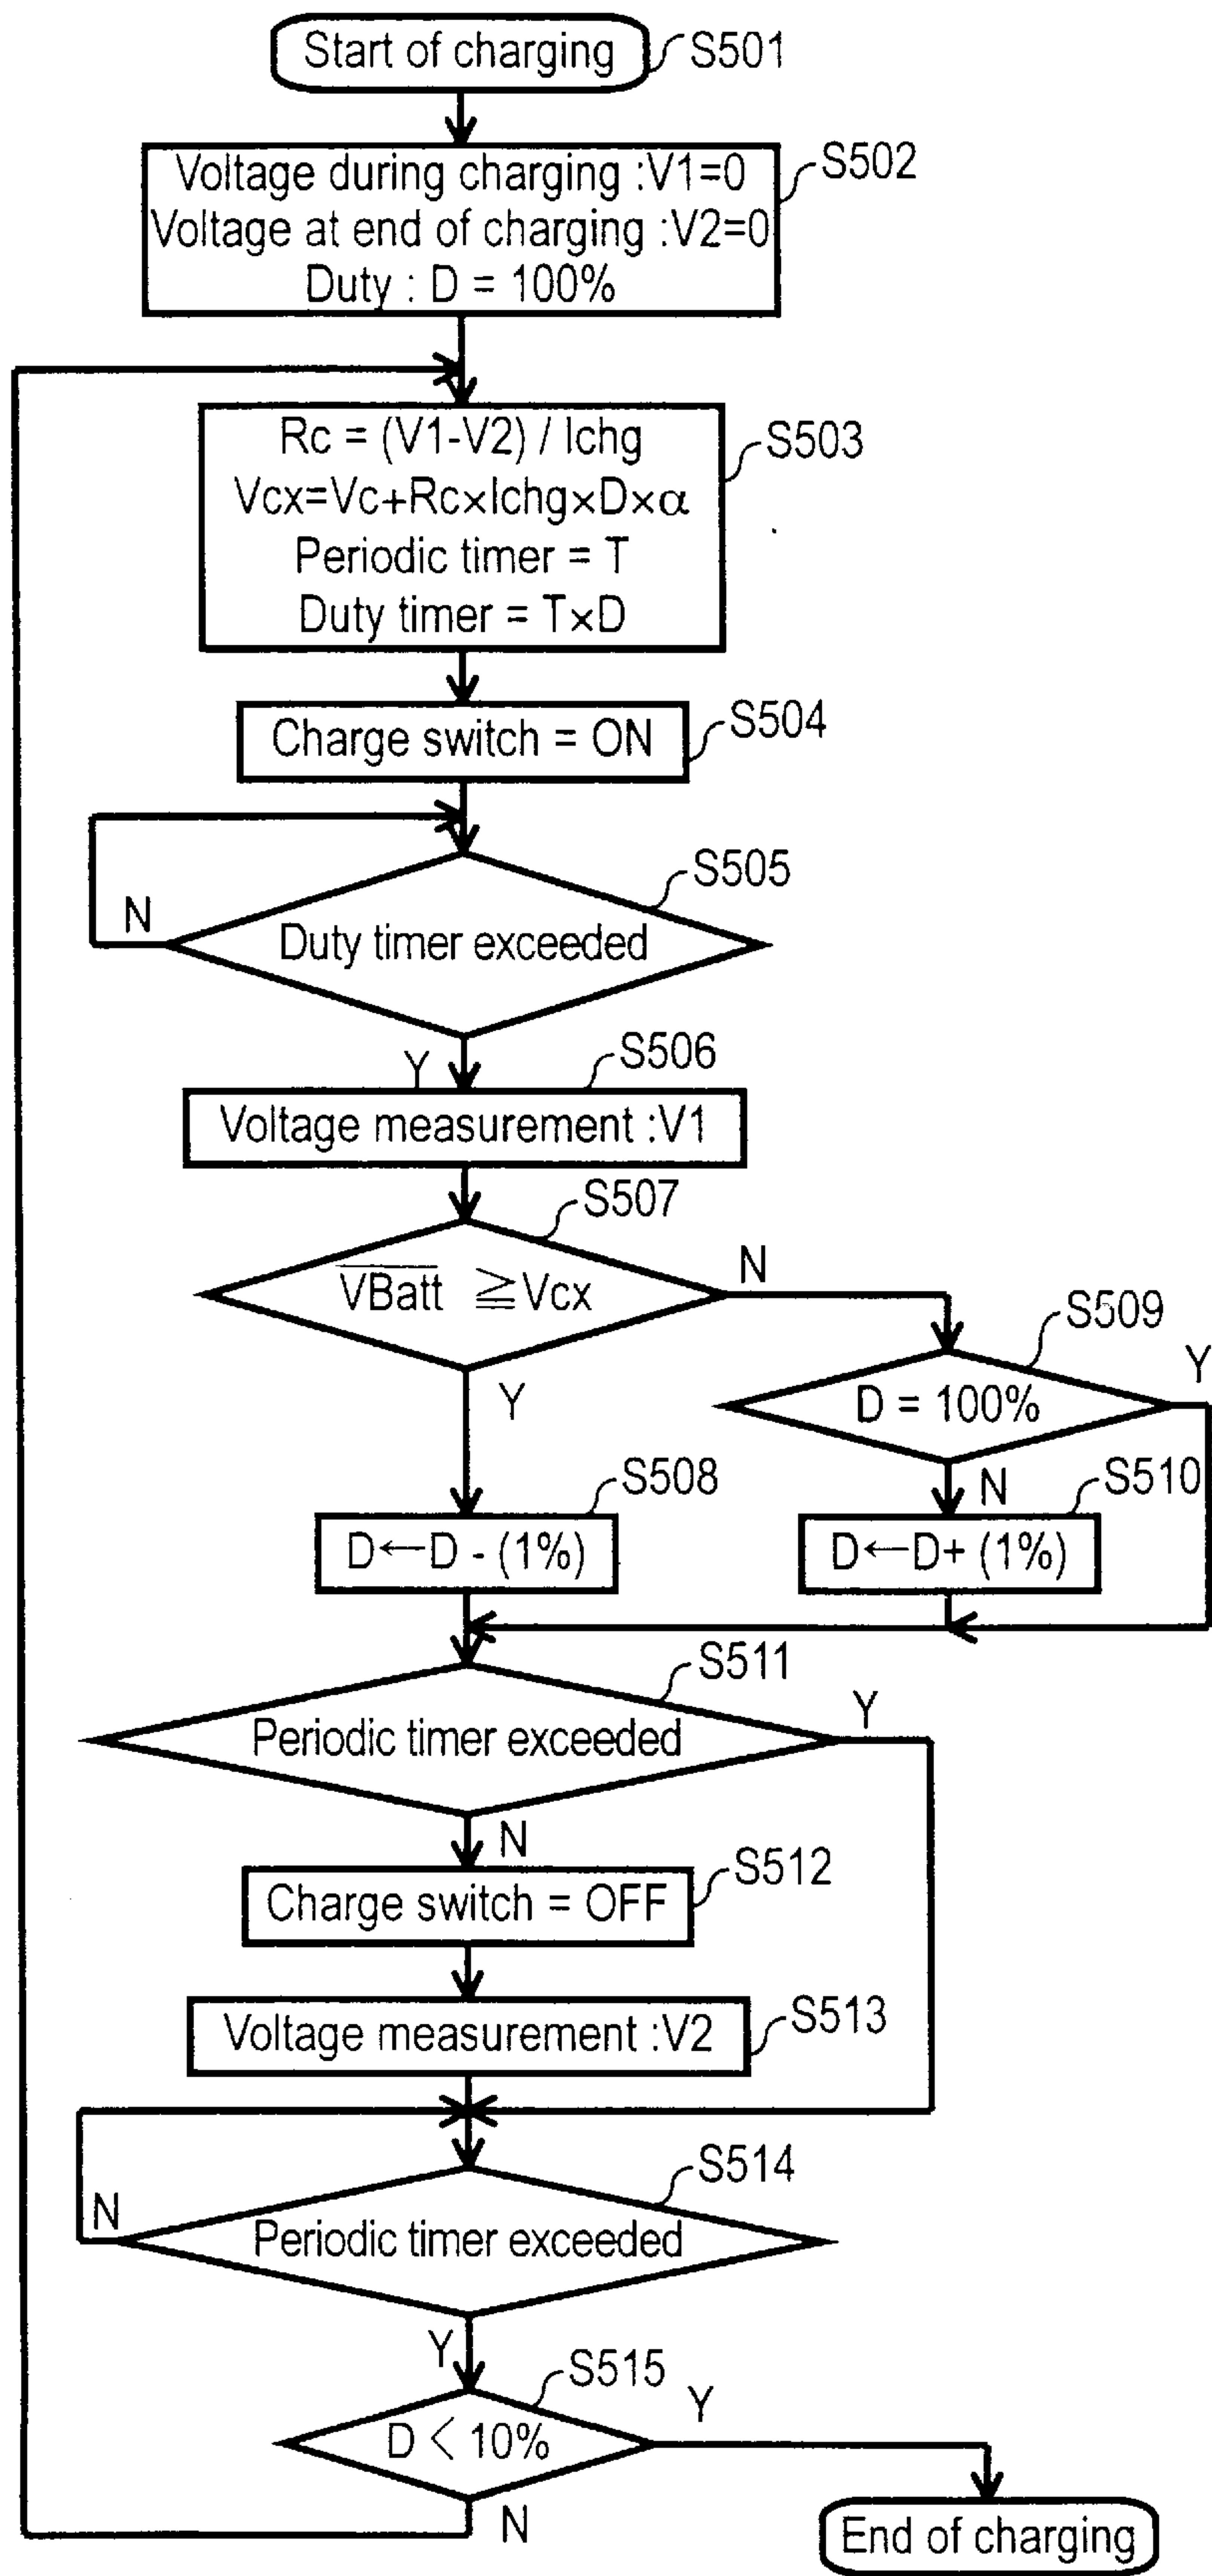 Start of charging
S501
Voltage during charging :V1=0
Voltage at end of charging :V2=0
Duty : D = 100%
S502
Rc = (V1-V2) / Ichg
Vcx=Vc+Rc×Ichg×D×α
Periodic timer = T
Duty timer = T×D
S503
Charge switch = ON
S504
S505
N
Duty timer exceeded
Y
S506
Voltage measurement :V1
S507
V̅B̅a̅t̅t̅ ≧Vcx
N
Y
S509
D = 100%
Y
N
S508
D←D - (1%)
S510
D←D+ (1%)
S511
Periodic timer exceeded
Y
N
Charge switch = OFF
S512
Voltage measurement :V2
S513
S514
N
Periodic timer exceeded
Y
S515
D < 10%
Y
N
End of charging